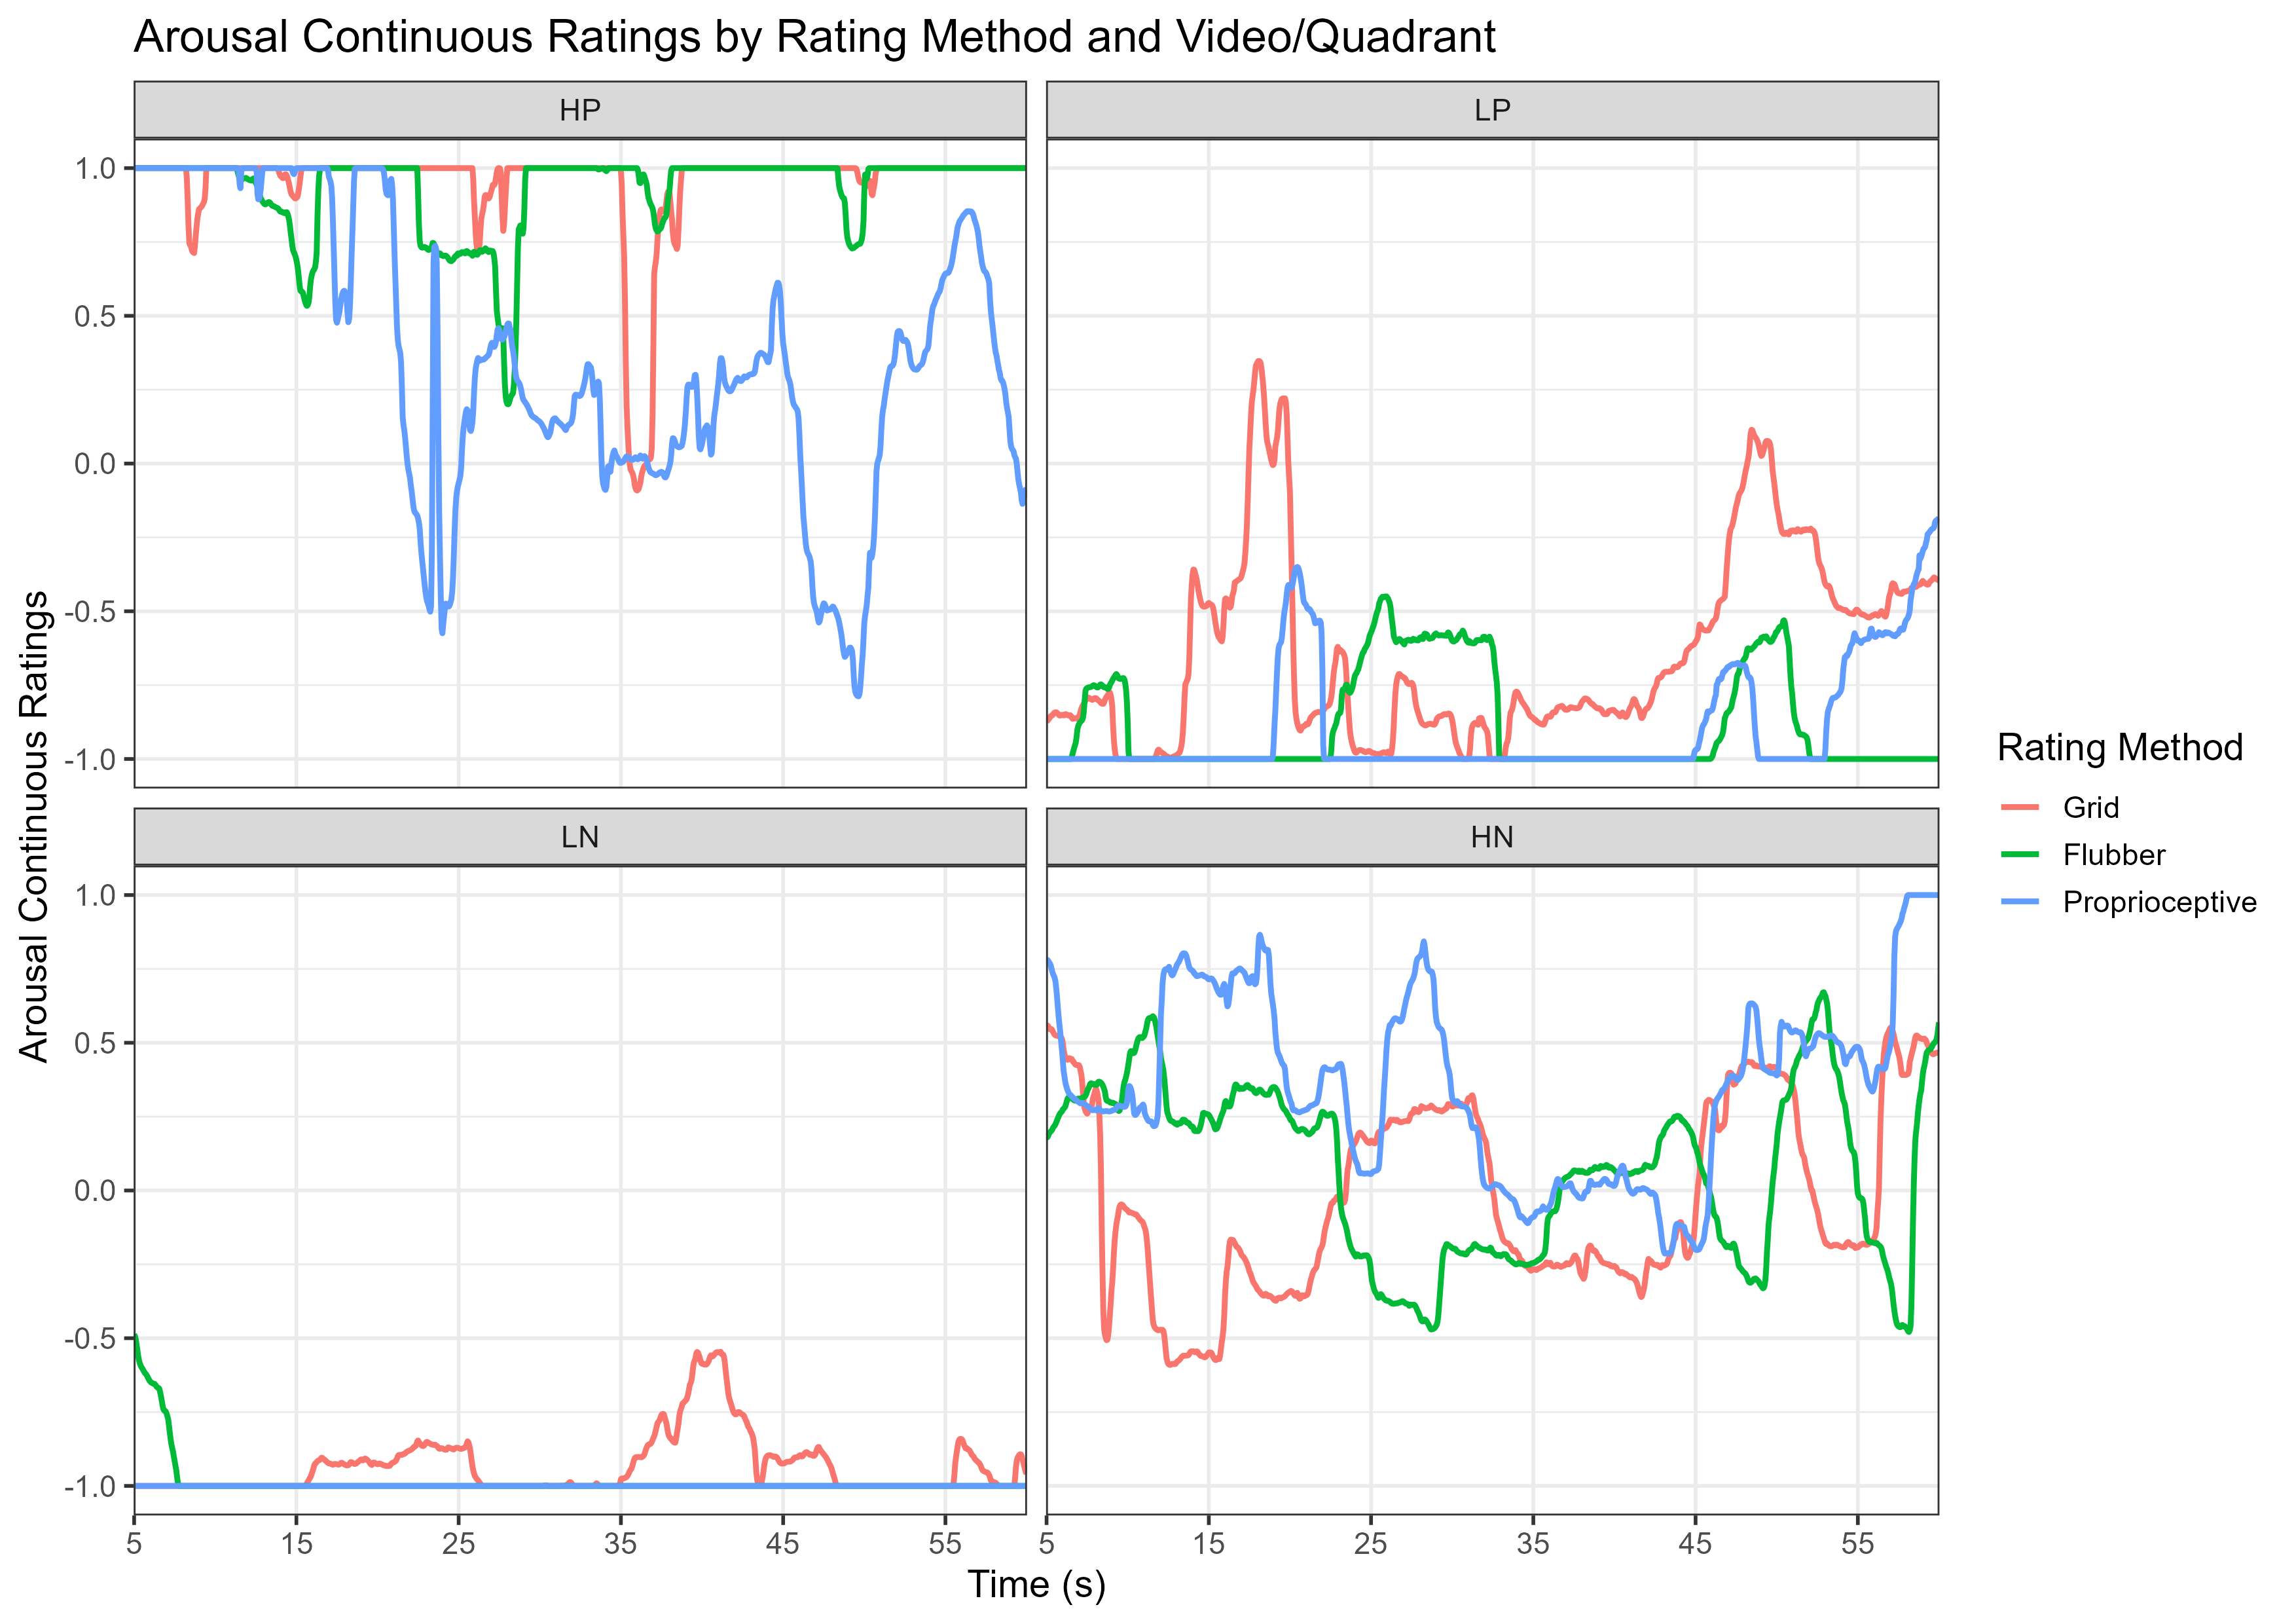 Arousal Continuous Ratings by Rating Method and Video/Quadrant
HP
LP
1.0
0.5
0.0
-0.5
-1.0
LN
HN
1.0
0.5
0.0
-0.5
-1.0
5 15 25 35 45 55
5 15 25 35 45 55
Time (s)
Arousal Continuous Ratings
Rating Method
Grid
Flubber
Proprioceptive